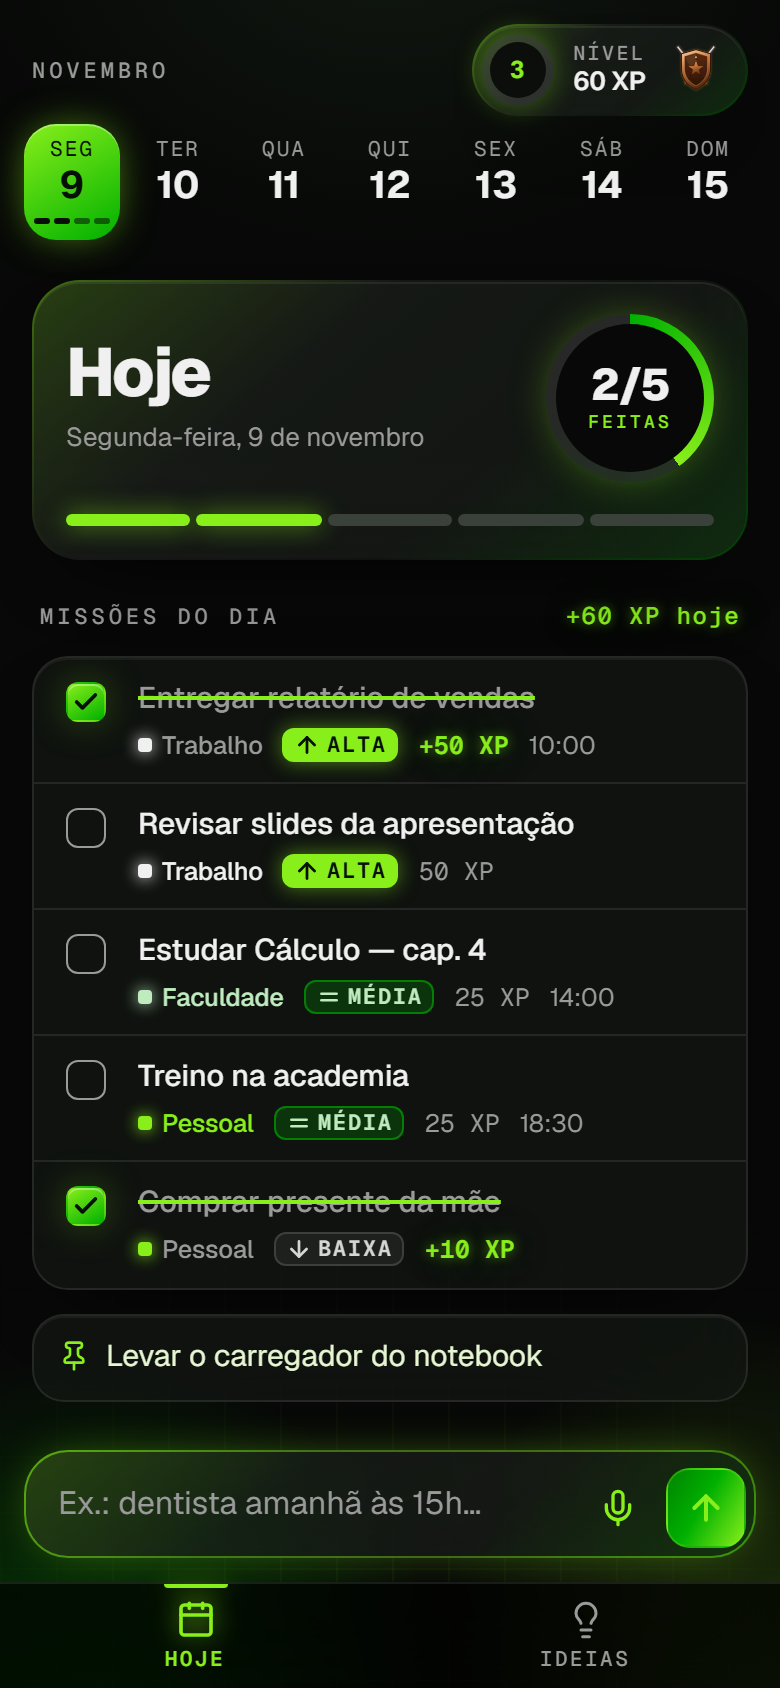 NOVEMBRO
3
NÍVEL
60 XP
SEG TER QUA QUI SEX SÁB DOM
9 10 11 12 13 14 15
Hoje
Segunda-feira, 9 de novembro
2/5
FEITAS
MISSÕES DO DIA
+60 XP hoje
Entregar relatório de vendas
Trabalho ALTA +50 XP 10:00
Revisar slides da apresentação
Trabalho ALTA 50 XP
Estudar Cálculo — cap. 4
Faculdade MÉDIA 25 XP 14:00
Treino na academia
Pessoal MÉDIA 25 XP 18:30
Comprar presente da mãe
Pessoal BAIXA +10 XP
Levar o carregador do notebook
Ex.: dentista amanhã às 15h...
HOJE IDEIAS